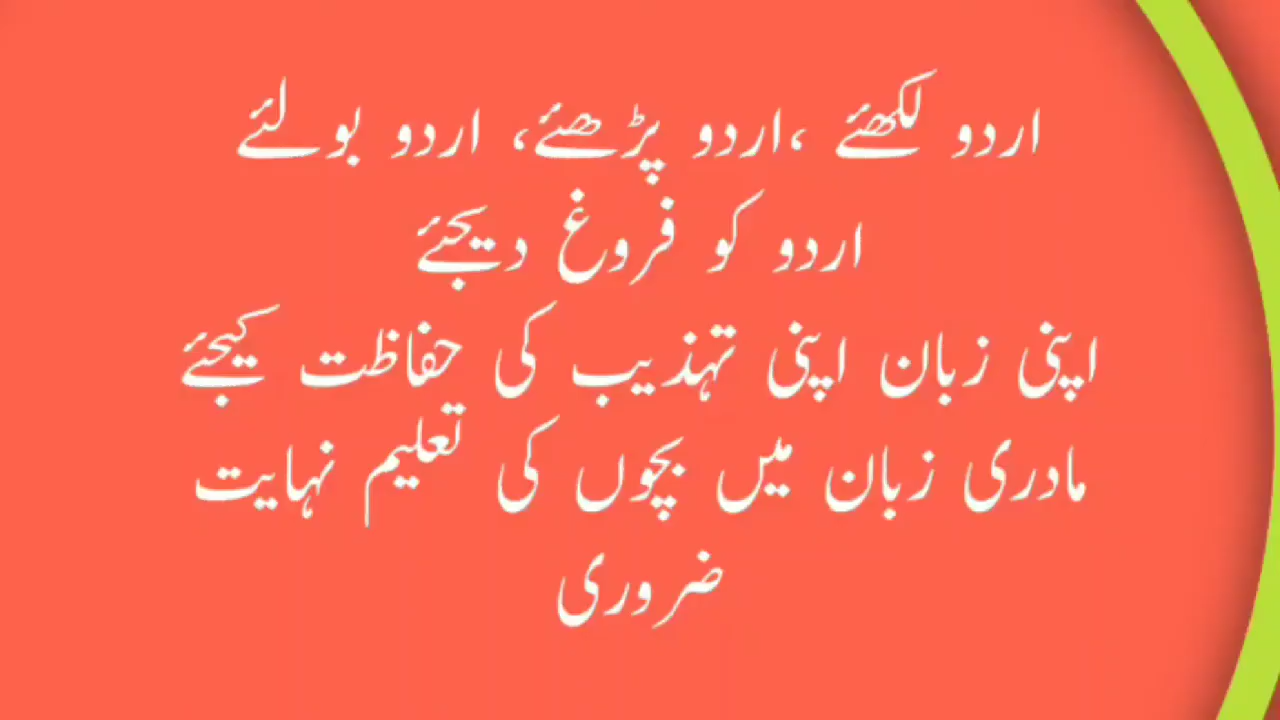 اردو لکھئے ،اردو پڑھئے، اردو بولئے
اردو کو فروغ دیجئے
اپنی زبان اپنی تہذیب کی حفاظت کیجئے
مادری زبان میں بچوں کی تعلیم نہایت
ضروری